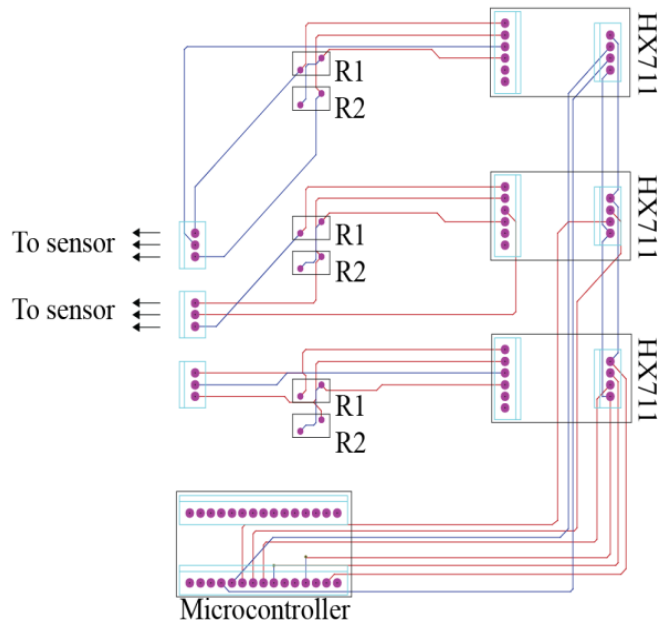 HX711
R1
R2
HX711
R1
To sensor
R2
To sensor
HX711
R1
R2
Microcontroller